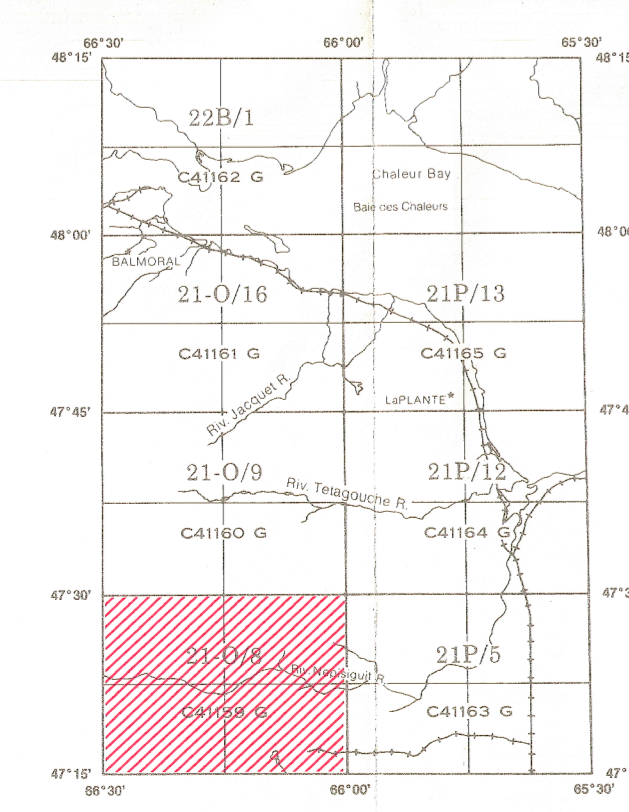 66°30' 66°00' 65°30'
48°15' 48°15
22B/1
C41162 G
Chaleur Bay
Baie des Chaleurs
48°00' 48°0
BALMORAL
21-O/16 21P/13
C41161 G C41165 G
LaPLANTE*
Riv. Jacquet R.
47°45' 47°4
21-O/9 21P/12
Riv. Tetagouche R.
C41160 G C41164 G
47°30' 47°3
21-O/8 21P/5
Riv. Nepisiguit R.
C41159 G C41163 G
47°15' 47°
66°30' 66°00' 65°30'